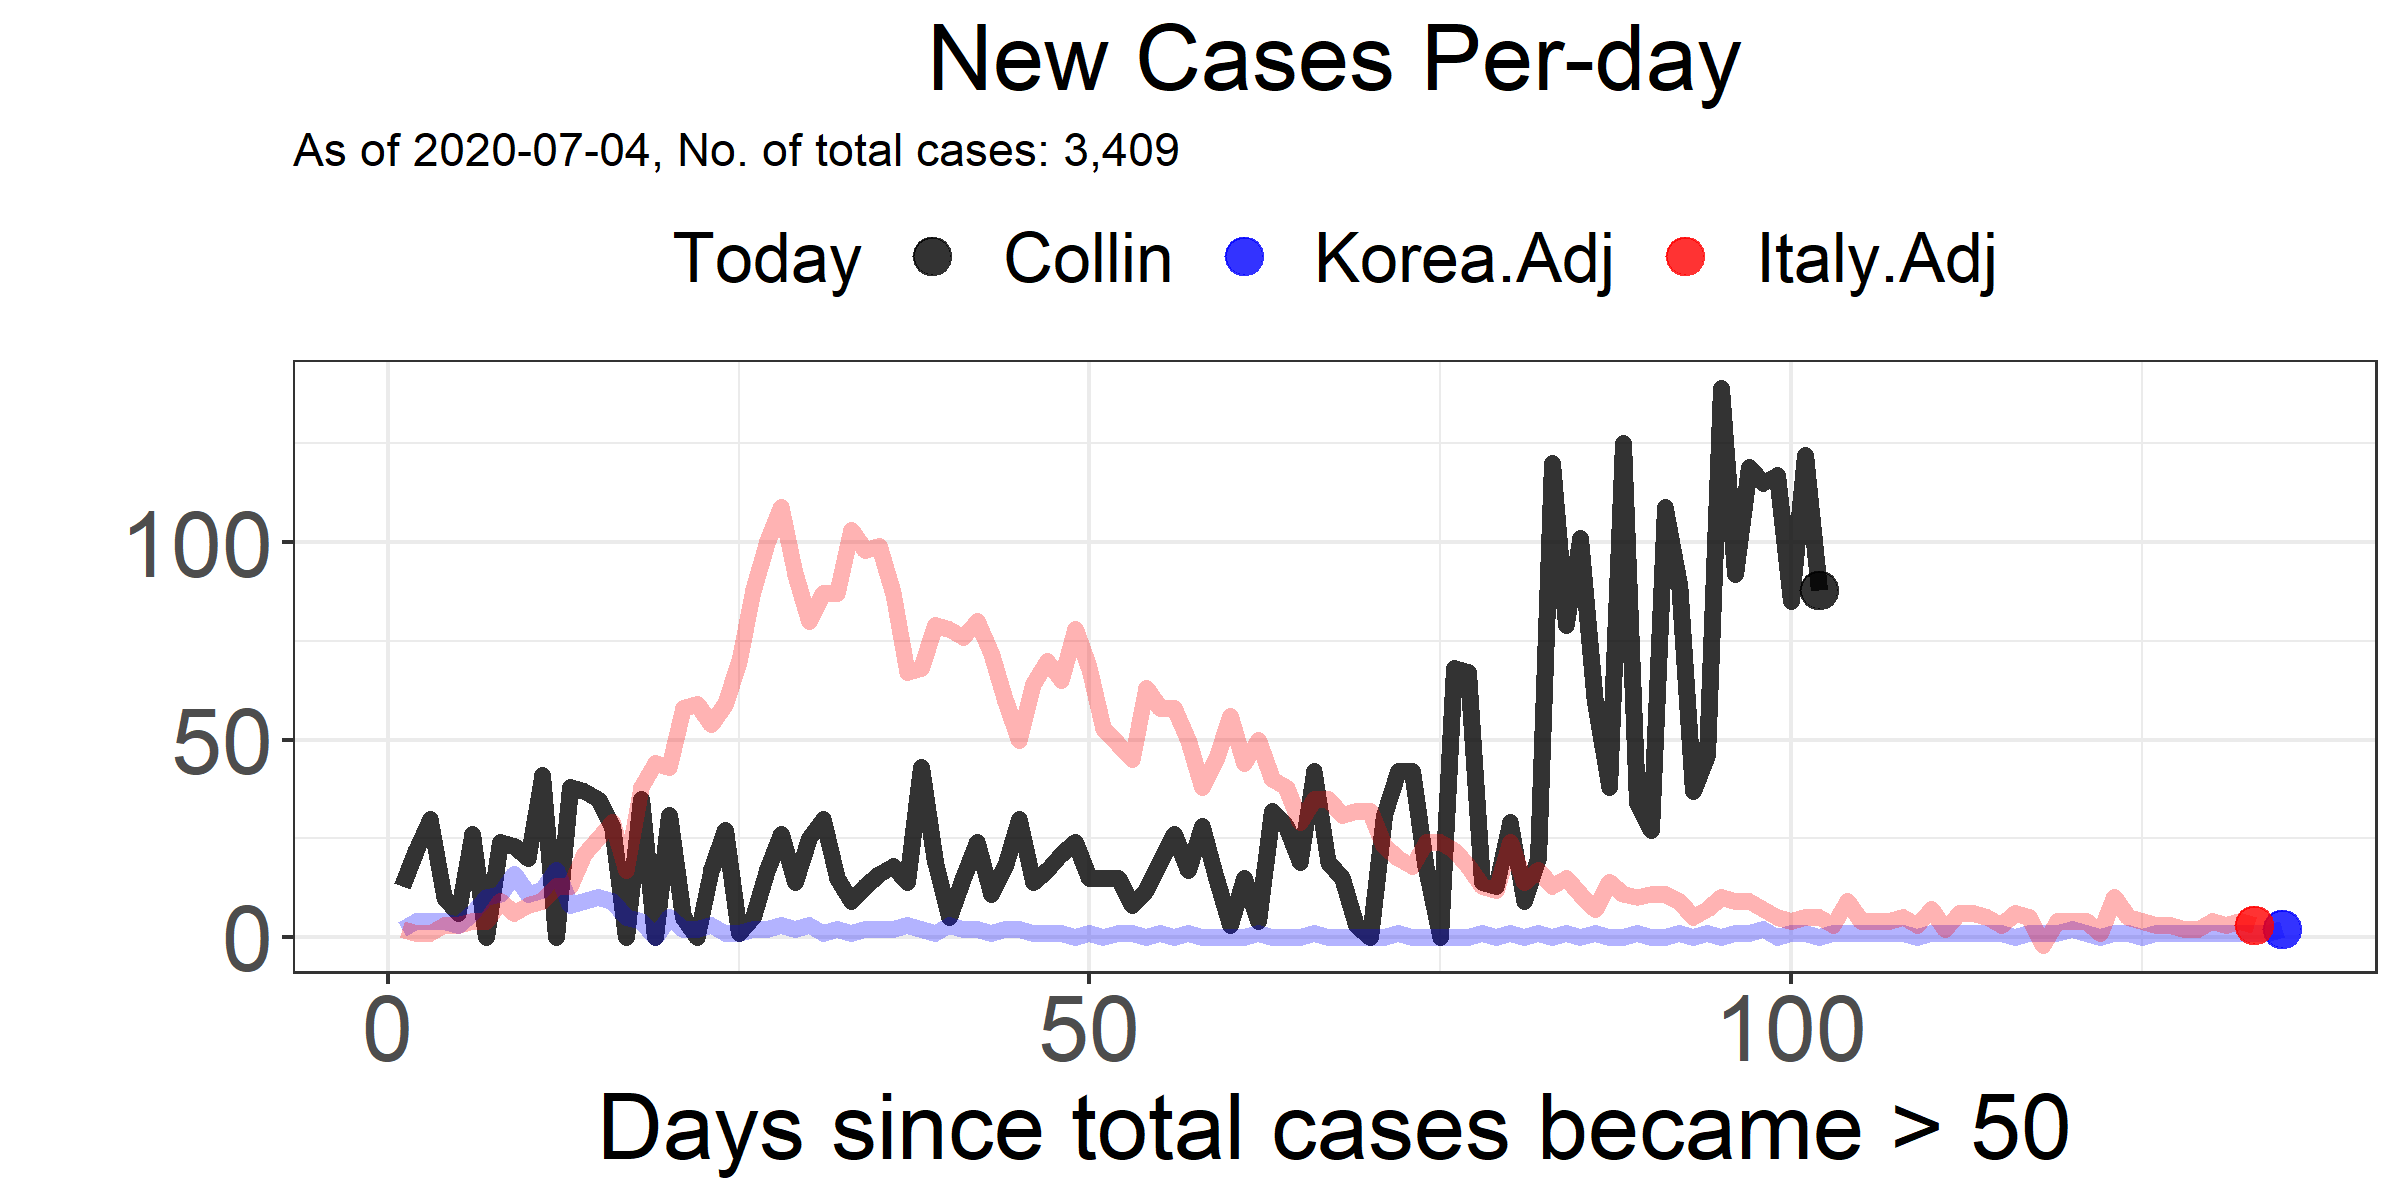 New Cases Per-day
As of 2020-07-04, No. of total cases: 3,409
Today Collin Korea.Adj Italy.Adj
100
50
0
0 50 100
Days since total cases became > 50